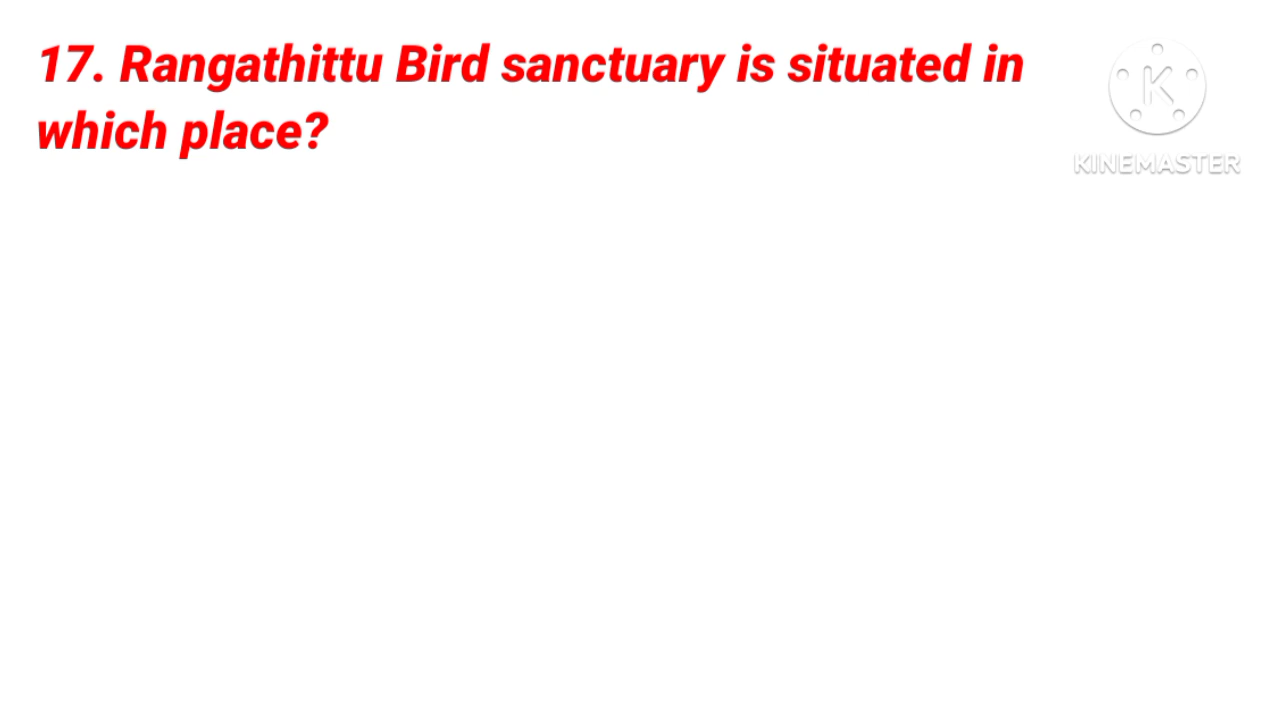 17. Rangathittu Bird sanctuary is situated in
which place?
K
KINEMASTER